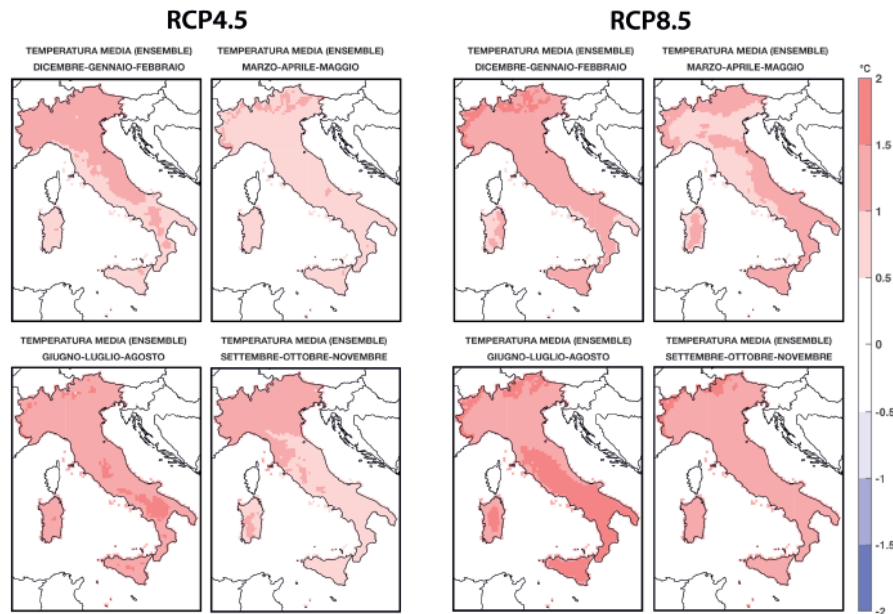 RCP4.5
RCP8.5
TEMPERATURA MEDIA (ENSEMBLE)
DICEMBRE-GENNAIO-FEBBRAIO
TEMPERATURA MEDIA (ENSEMBLE)
MARZO-APRILE-MAGGIO
TEMPERATURA MEDIA (ENSEMBLE)
DICEMBRE-GENNAIO-FEBBRAIO
TEMPERATURA MEDIA (ENSEMBLE)
MARZO-APRILE-MAGGIO
°C
2
1.5
1
0.5
0
-0.5
-1
-1.5
-2
TEMPERATURA MEDIA (ENSEMBLE)
GIUGNO-LUGLIO-AGOSTO
TEMPERATURA MEDIA (ENSEMBLE)
SETTEMBRE-OTTOBRE-NOVEMBRE
TEMPERATURA MEDIA (ENSEMBLE)
GIUGNO-LUGLIO-AGOSTO
TEMPERATURA MEDIA (ENSEMBLE)
SETTEMBRE-OTTOBRE-NOVEMBRE